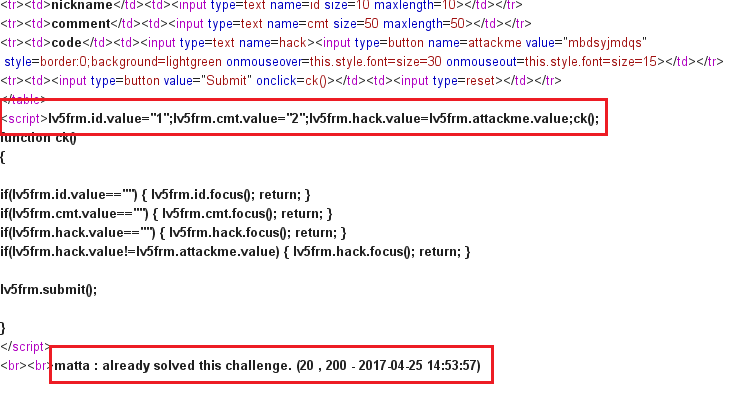 <tr><td>nickname</td><td><input type=text name=id size=10 maxlength=10></td></tr>
<tr><td>comment</td><td><input type=text name=cmt size=50 maxlength=50></td></tr>
<tr><td>code</td><td><input type=text name=hack><input type=button name=attackme value="mbdsyjmdqs"
style=border:0;background=lightgreen onmouseover=this.style.font=size=30 onmouseout=this.style.font=size=15></td></tr>
<tr><td><input type=button value="Submit" onclick=ck()></td><td><input type=reset></td></tr>
</table>
<script>lv5frm.id.value="1";lv5frm.cmt.value="2";lv5frm.hack.value=lv5frm.attackme.value;ck();
function ck()
{
if(lv5frm.id.value=="") { lv5frm.id.focus(); return; }
if(lv5frm.cmt.value=="") { lv5frm.cmt.focus(); return; }
if(lv5frm.hack.value=="") { lv5frm.hack.focus(); return; }
if(lv5frm.hack.value!=lv5frm.attackme.value) { lv5frm.hack.focus(); return; }
lv5frm.submit();
}
</script>
<br><br>matta : already solved this challenge. (20 , 200 - 2017-04-25 14:53:57)